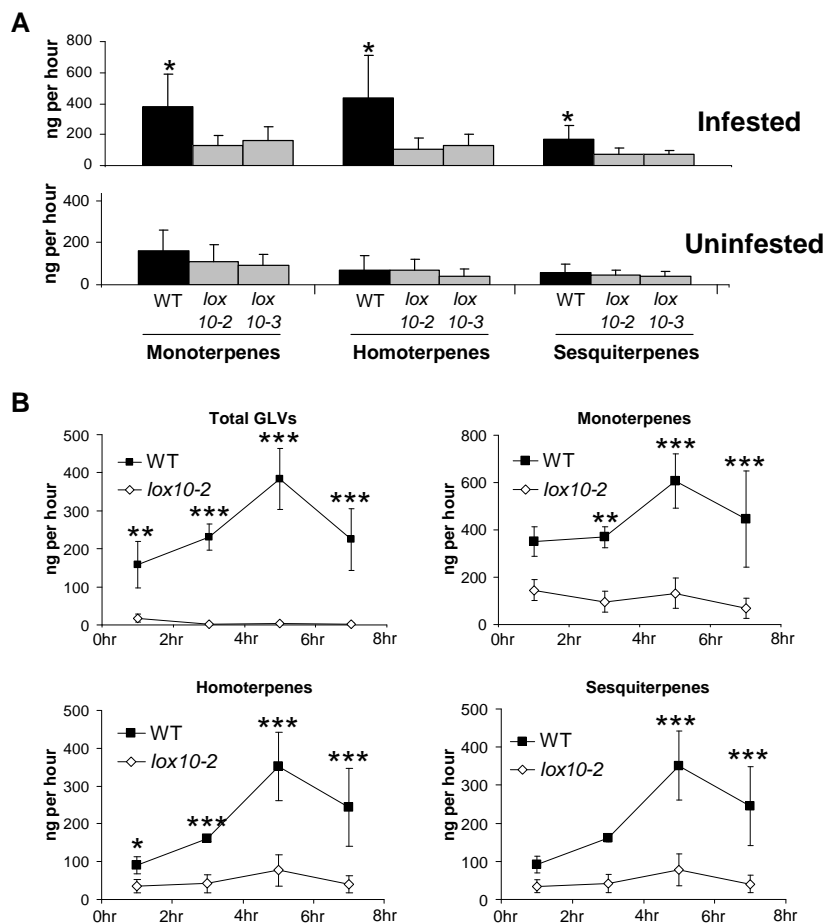 A
ng per hour
800
600
400
200
0
*
*
*
Infested
ng per hour
400
200
0
Uninfested
WT lox 10-2 lox 10-3 WT lox 10-2 lox 10-3 WT lox 10-2 lox 10-3
Monoterpenes Homoterpenes Sesquiterpenes
B
Total GLVs
ng per hour
500
400
300
200
100
0
WT
lox10-2
** *** *** ***
0hr 2hr 4hr 6hr 8hr
Monoterpenes
ng per hour
800
600
400
200
0
WT
lox10-2
** *** ***
0hr 2hr 4hr 6hr 8hr
Homoterpenes
ng per hour
500
400
300
200
100
0
WT
lox10-2
* *** *** ***
0hr 2hr 4hr 6hr 8hr
Sesquiterpenes
ng per hour
500
400
300
200
100
0
WT
lox10-2
*** ***
0hr 2hr 4hr 6hr 8hr